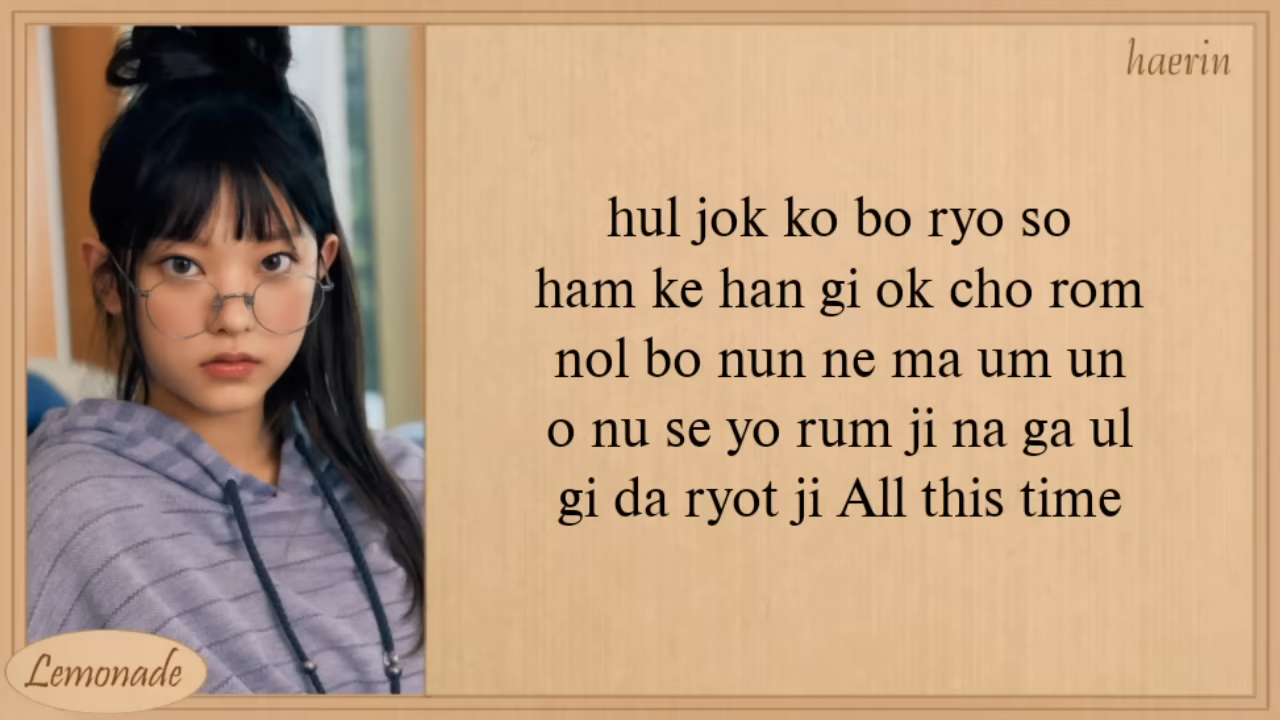 haerin
hul jok ko bo ryo so
ham ke han gi ok cho rom
nol bo nun ne ma um un
o nu se yo rum ji na ga ul
gi da ryot ji All this time
Lemonade